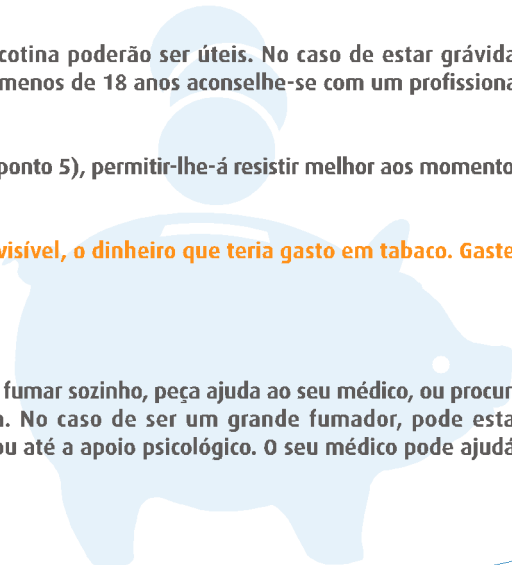 cotina poderão ser úteis. No caso de estar grávida
menos de 18 anos aconselhe-se com um profissiona
ponto 5), permitir-lhe-á resistir melhor aos momento
visível, o dinheiro que teria gasto em tabaco. Gaste
fumar sozinho, peça ajuda ao seu médico, ou procur
. No caso de ser um grande fumador, pode esta
ou até a apoio psicológico. O seu médico pode ajudá